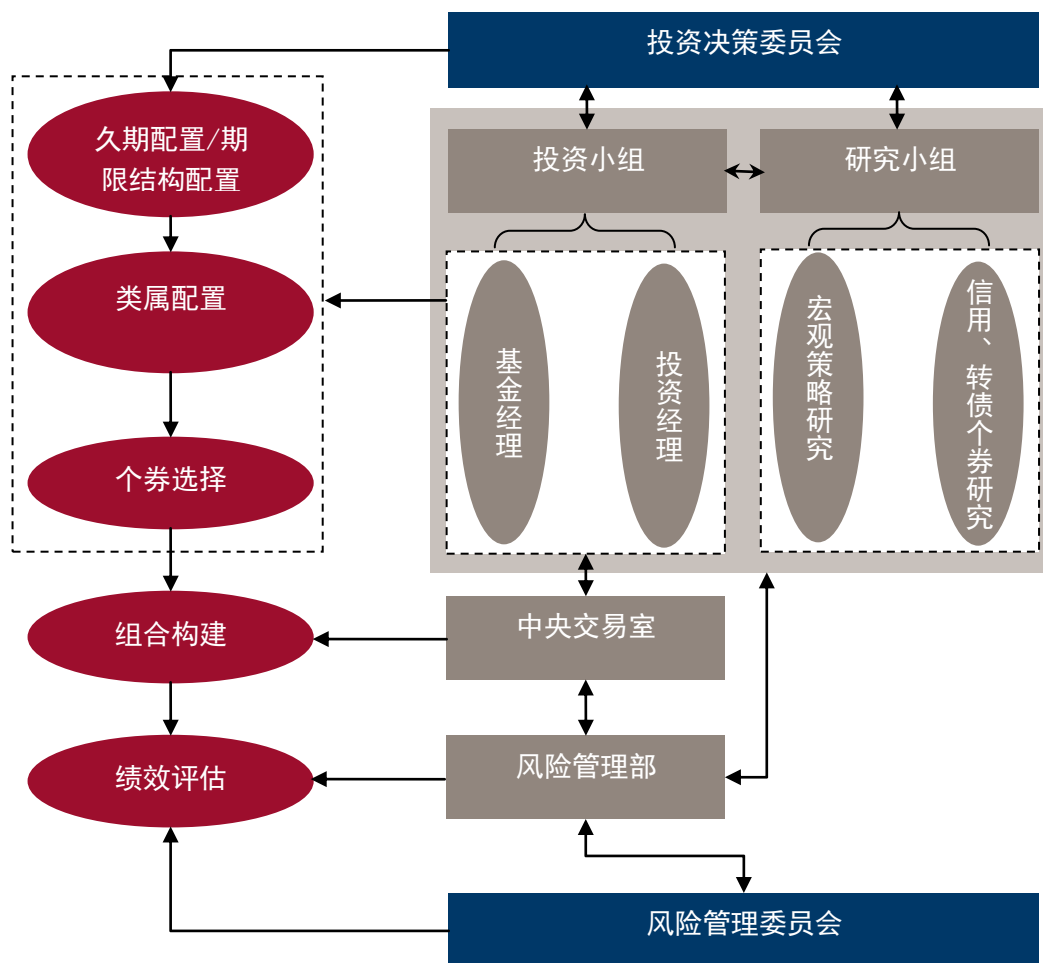 投资决策委员会
久期配置/期
限结构配置
投资小组
研究小组
类属配置
基金经理
投资经理
宏观策略研究
信用、转债个券研究
个券选择
组合构建
中央交易室
绩效评估
风险管理部
风险管理委员会